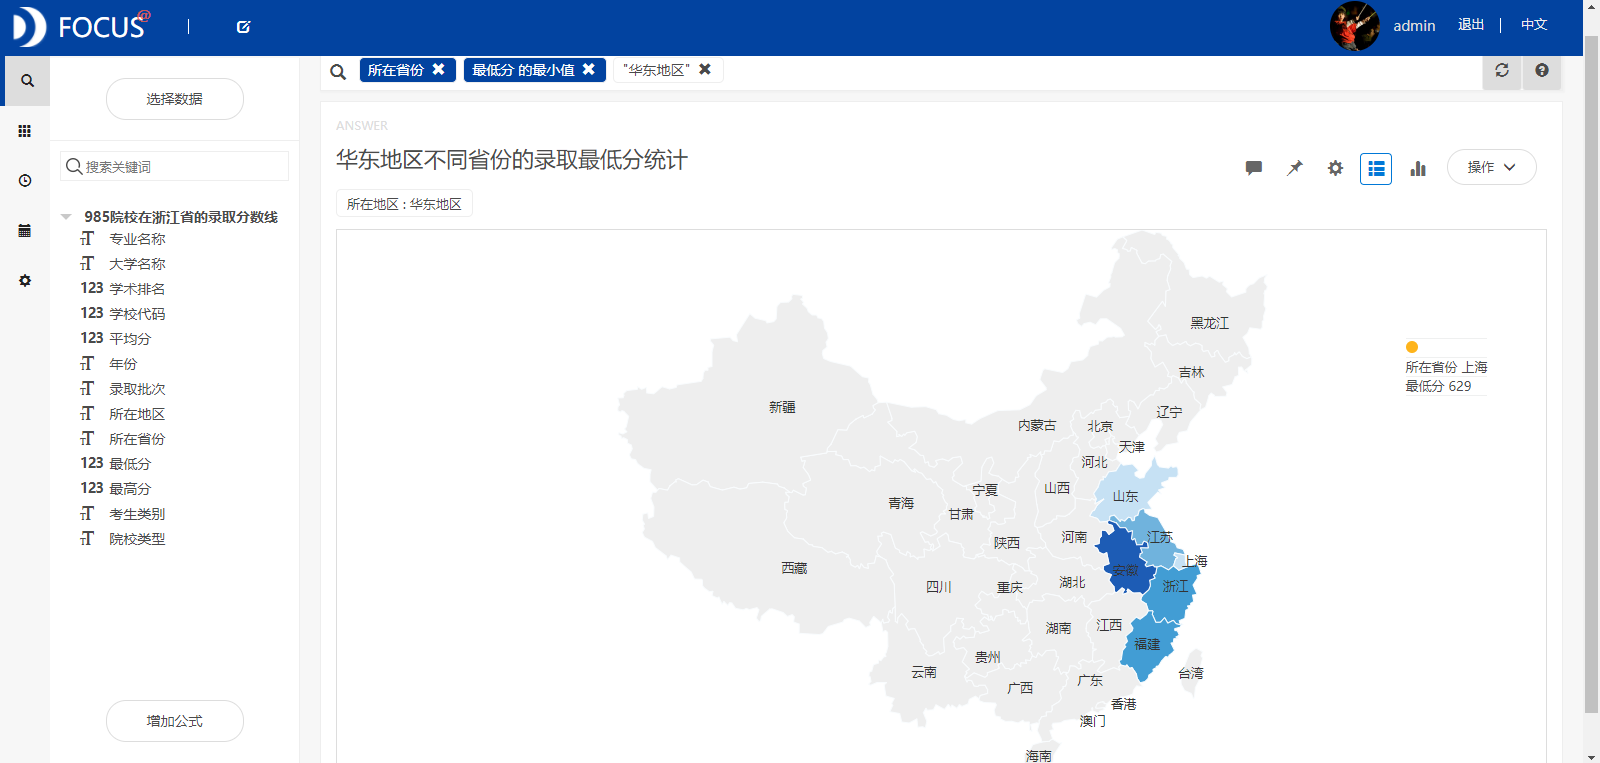 FOCUS@
admin 退出 | 中文
所在省份 ✖ 最低分 的最小值 ✖ "华东地区" ✖
选择数据
搜索关键词
985院校在浙江省的录取分数线
专业名称
大学名称
123 学术排名
123 学校代码
123 平均分
年份
录取批次
所在地区
所在省份
123 最低分
123 最高分
考生类别
院校类型
增加公式
ANSWER
华东地区不同省份的录取最低分统计
操作
所在地区 : 华东地区
所在省份 上海
最低分 629
黑龙江
吉林
辽宁
新疆
内蒙古
北京
天津
河北
山西
宁夏
山东
青海
甘肃
河南
江苏
陕西
上海
西藏
安徽
四川
重庆
湖北
浙江
湖南
江西
福建
贵州
云南
台湾
广东
广西
香港
澳门
海南